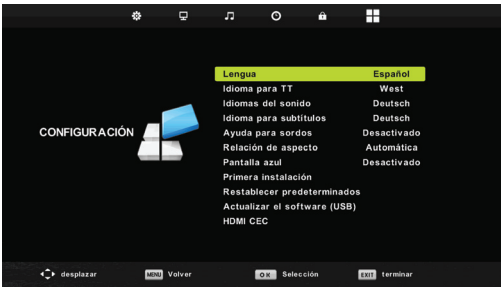 Lengua Español
Idioma para TT West
Idiomas del sonido Deutsch
Idioma para subtítulos Deutsch
CONFIGURACIÓN
Ayuda para sordos Desactivado
Relación de aspecto Automática
Pantalla azul Desactivado
Primera instalación
Restablecer predeterminados
Actualizar el software (USB)
HDMI CEC
desplazar MENU Volver OK Selección EXIT terminar